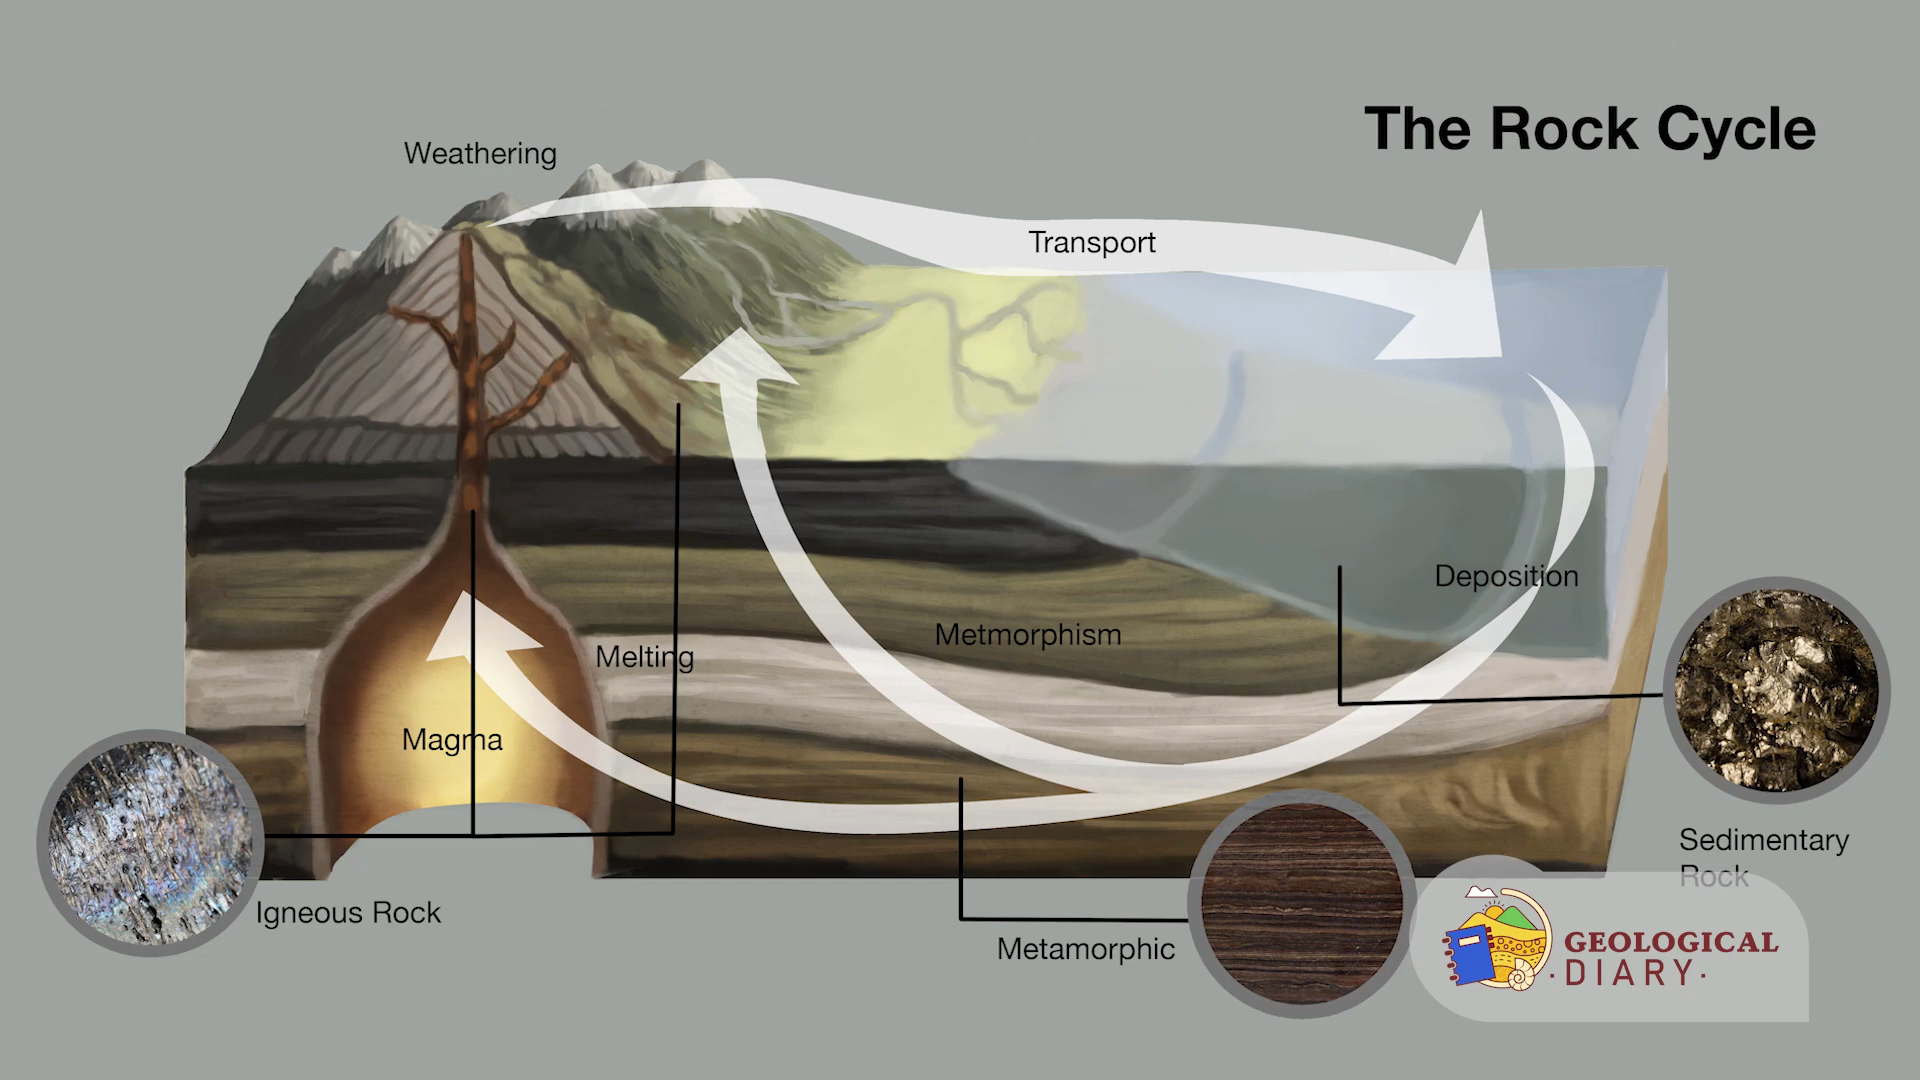 The Rock Cycle
Weathering
Transport
Deposition
Metmorphism
Melting
Magma
Sedimentary
Rock
Igneous Rock
Metamorphic
GEOLOGICAL
·DIARY·